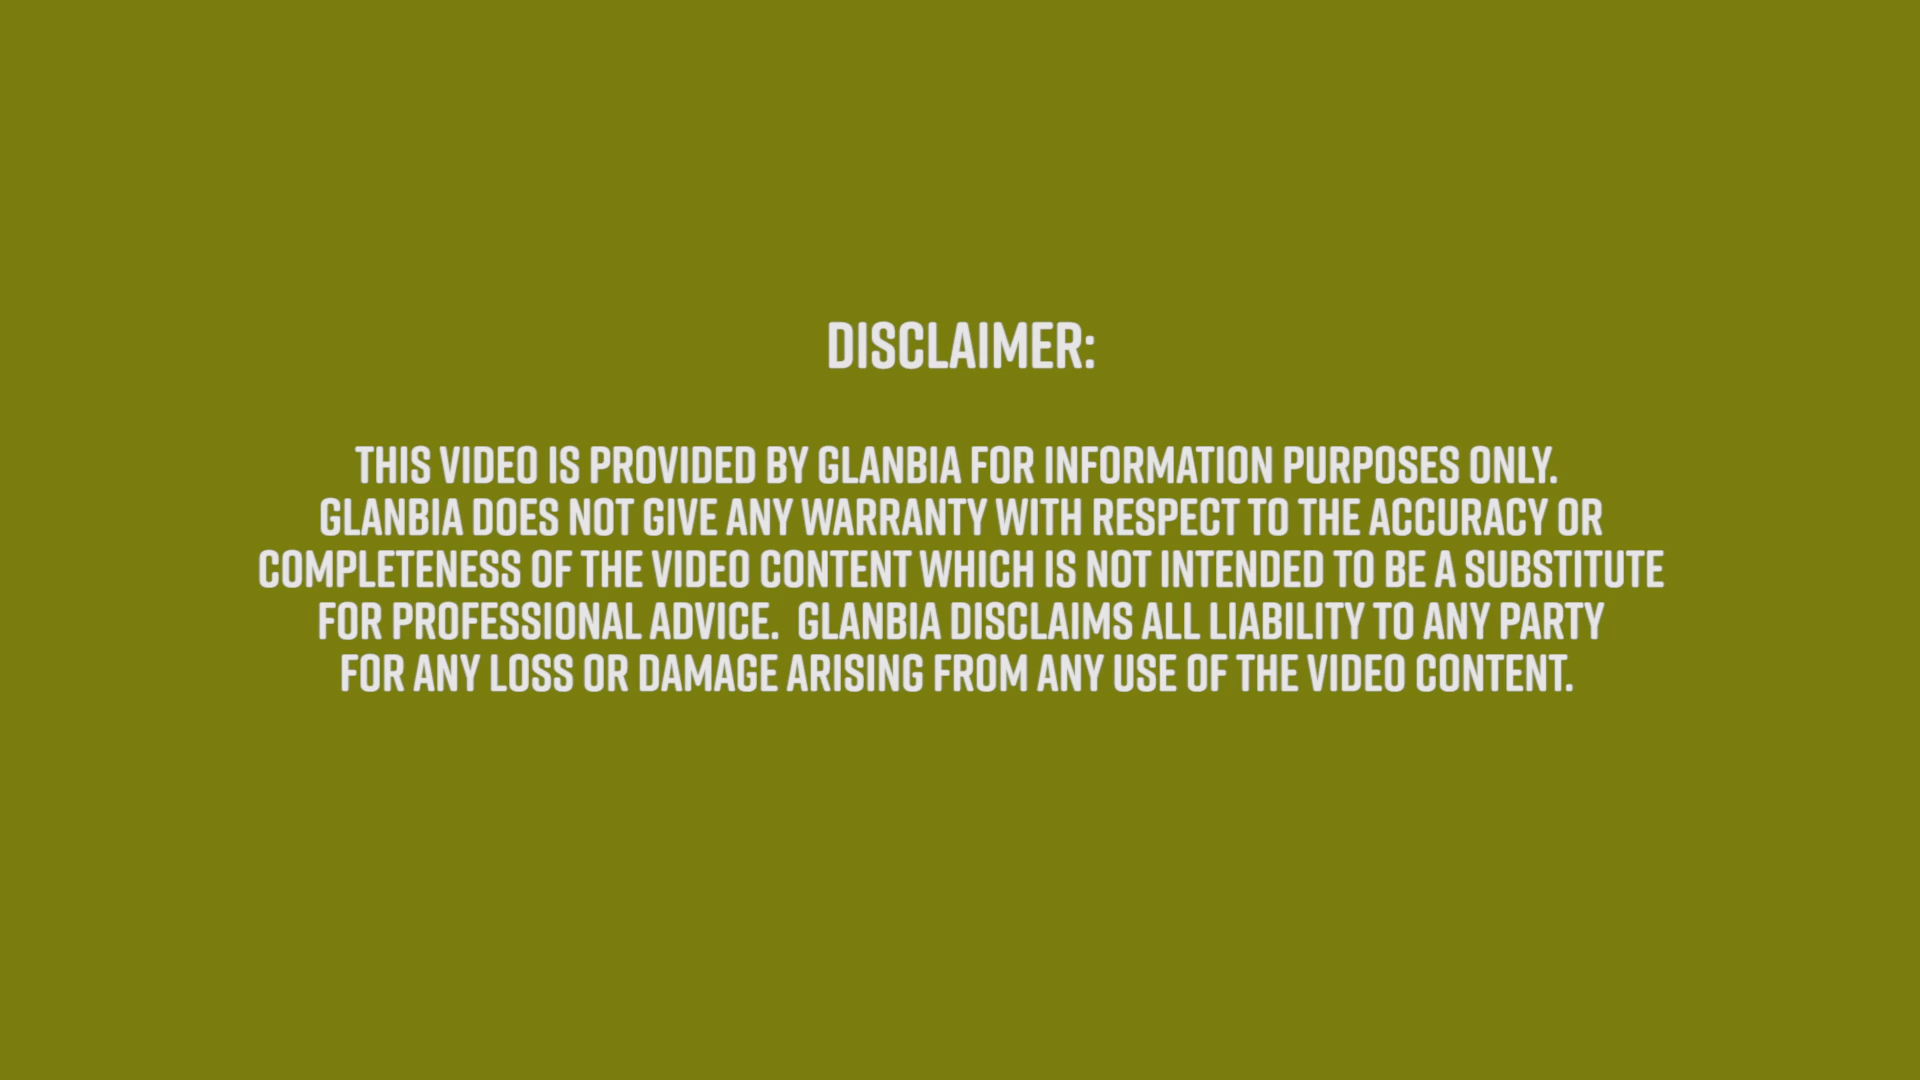 DISCLAIMER:
THIS VIDEO IS PROVIDED BY GLANBIA FOR INFORMATION PURPOSES ONLY.
GLANBIA DOES NOT GIVE ANY WARRANTY WITH RESPECT TO THE ACCURACY OR
COMPLETENESS OF THE VIDEO CONTENT WHICH IS NOT INTENDED TO BE A SUBSTITUTE
FOR PROFESSIONAL ADVICE.  GLANBIA DISCLAIMS ALL LIABILITY TO ANY PARTY
FOR ANY LOSS OR DAMAGE ARISING FROM ANY USE OF THE VIDEO CONTENT.